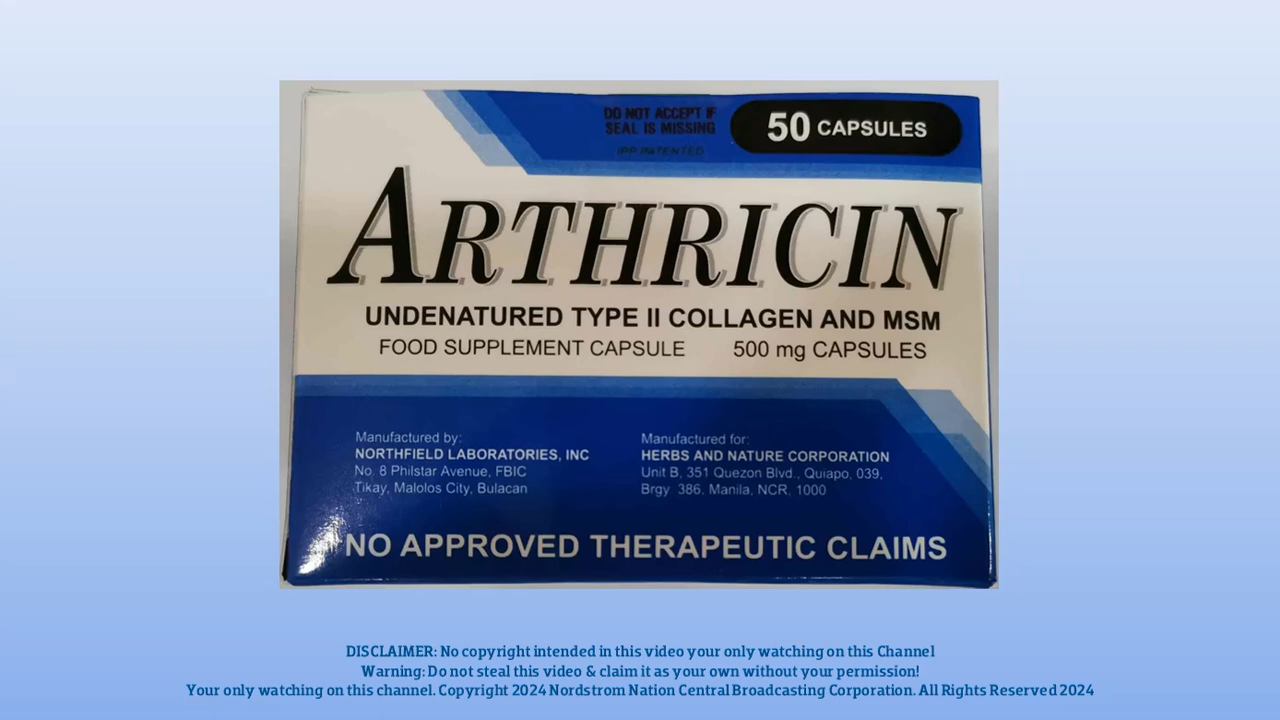 DO NOT ACCEPT IF
SEAL IS MISSING
IPP PATENTED
50 CAPSULES
ARTHRICIN
UNDENATURED TYPE II COLLAGEN AND MSM
FOOD SUPPLEMENT CAPSULE 500 mg CAPSULES
Manufactured by:
NORTHFIELD LABORATORIES, INC
No. 8 Philstar Avenue, FBIC
Tikay, Malolos City, Bulacan
Manufactured for:
HERBS AND NATURE CORPORATION
Unit B, 351 Quezon Blvd., Quiapo, 039,
Brgy 386. Manila, NCR, 1000
NO APPROVED THERAPEUTIC CLAIMS
DISCLAIMER: No copyright intended in this video your only watching on this Channel
Warning: Do not steal this video & claim it as your own without your permission!
Your only watching on this channel. Copyright 2024 Nordstrom Nation Central Broadcasting Corporation. All Rights Reserved 2024